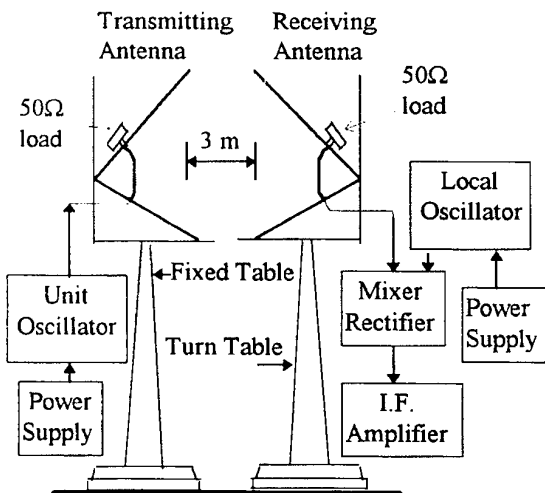 Transmitting
Antenna
Receiving
Antenna
50Ω
load
50Ω
load
3 m
Local
Oscillator
Fixed Table
Unit
Oscillator
Mixer
Rectifier
Power
Supply
Turn Table
Power
Supply
I.F.
Amplifier